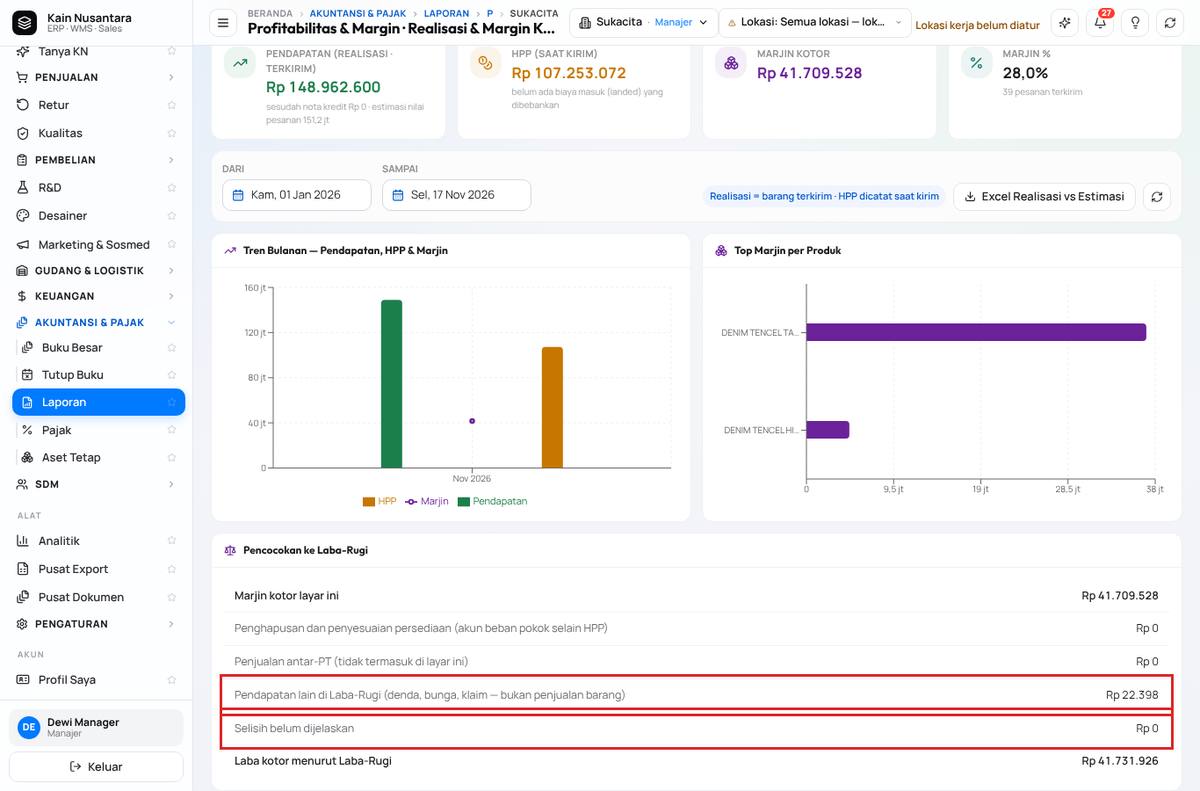 Kain Nusantara
ERP · WMS · Sales
Tanya KN
PENJUALAN
Retur
Kualitas
PEMBELIAN
R&D
Desainer
Marketing & Sosmed
GUDANG & LOGISTIK
KEUANGAN
AKUNTANSI & PAJAK
Buku Besar
Tutup Buku
Laporan
Pajak
Aset Tetap
SDM
ALAT
Analitik
Pusat Export
Pusat Dokumen
PENGATURAN
AKUN
Profil Saya
DE
Dewi Manager
Manajer
Keluar
BERANDA > AKUNTANSI & PAJAK > LAPORAN > P > SUKACITA
Profitabilitas & Margin · Realisasi & Margin K...
Sukacita · Manajer
Lokasi: Semua lokasi — lok...
Lokasi kerja belum diatur
27
PENDAPATAN (REALISASI ·
TERKIRIM)
Rp 148.962.600
sesudah nota kredit Rp 0 · estimasi nilai
pesanan 151,2 jt
HPP (SAAT KIRIM)
Rp 107.253.072
belum ada biaya masuk (landed) yang
dibebankan
MARJIN KOTOR
Rp 41.709.528
MARJIN %
28,0%
39 pesanan terkirim
DARI
Kam, 01 Jan 2026
SAMPAI
Sel, 17 Nov 2026
Realisasi = barang terkirim · HPP dicatat saat kirim
Excel Realisasi vs Estimasi
Tren Bulanan — Pendapatan, HPP & Marjin
160 jt
120 jt
80 jt
40 jt
0
Nov 2026
HPP Marjin Pendapatan
Top Marjin per Produk
DENIM TENCEL TA...
DENIM TENCEL HI...
0 9,5 jt 19 jt 28,5 jt 38 jt
Pencocokan ke Laba-Rugi
Marjin kotor layar ini Rp 41.709.528
Penghapusan dan penyesuaian persediaan (akun beban pokok selain HPP) Rp 0
Penjualan antar-PT (tidak termasuk di layar ini) Rp 0
Pendapatan lain di Laba-Rugi (denda, bunga, klaim — bukan penjualan barang) Rp 22.398
Selisih belum dijelaskan Rp 0
Laba kotor menurut Laba-Rugi Rp 41.731.926